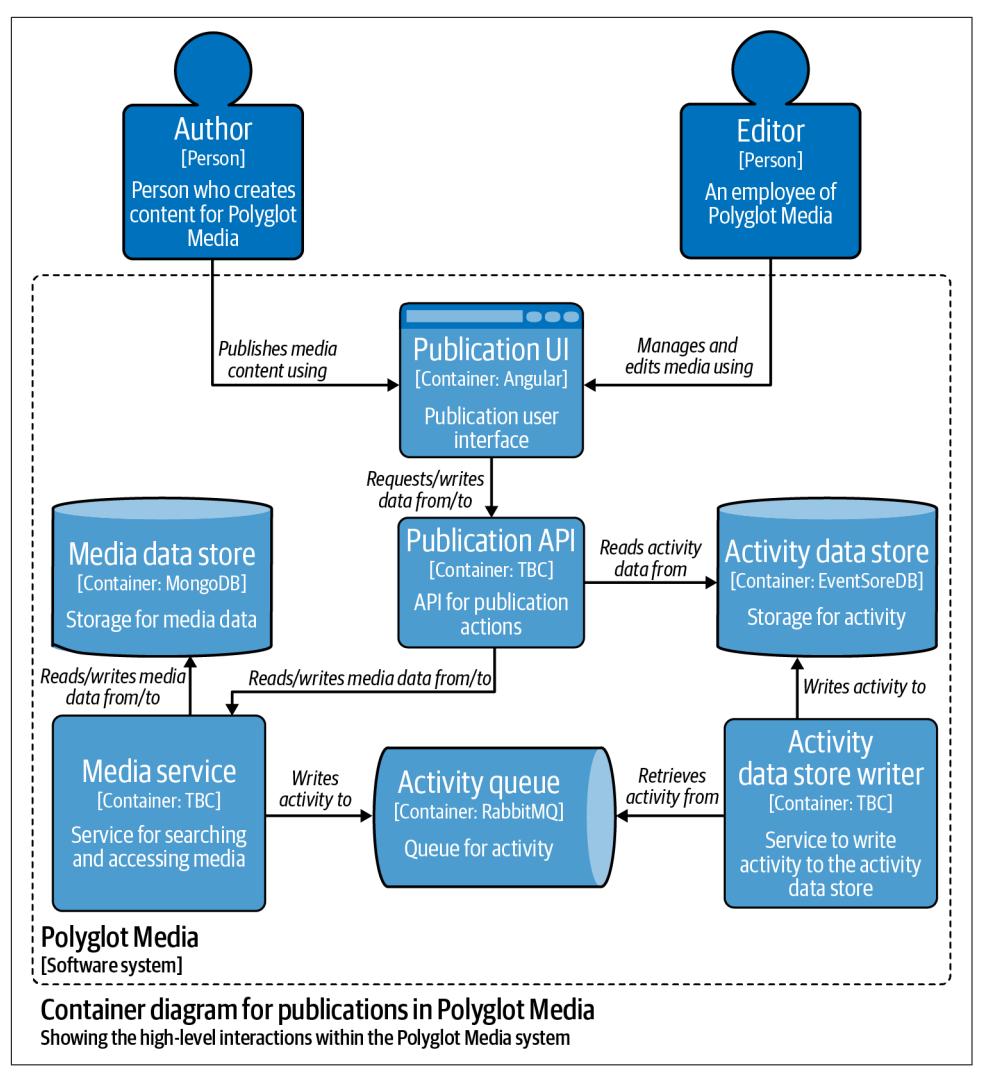 Author
[Person]
Person who creates
content for Polyglot
Media
Editor
[Person]
An employee of
Polyglot Media
Publishes media
content using
Publication UI
[Container: Angular]
Publication user
interface
Manages and
edits media using
Requests/writes
data from/to
Media data store
[Container: MongoDB]
Storage for media data
Publication API
[Container: TBC]
API for publication
actions
Reads activity
data from
Activity data store
[Container: EventSoreDB]
Storage for activity
Reads/writes media
data from/to
Reads/writes media data from/to
Writes activity to
Media service
[Container: TBC]
Service for searching
and accessing media
Writes
activity to
Activity queue
[Container: RabbitMQ]
Queue for activity
Retrieves
activity from
Activity
data store writer
[Container: TBC]
Service to write
activity to the activity
data store
Polyglot Media
[Software system]
Container diagram for publications in Polyglot Media
Showing the high-level interactions within the Polyglot Media system